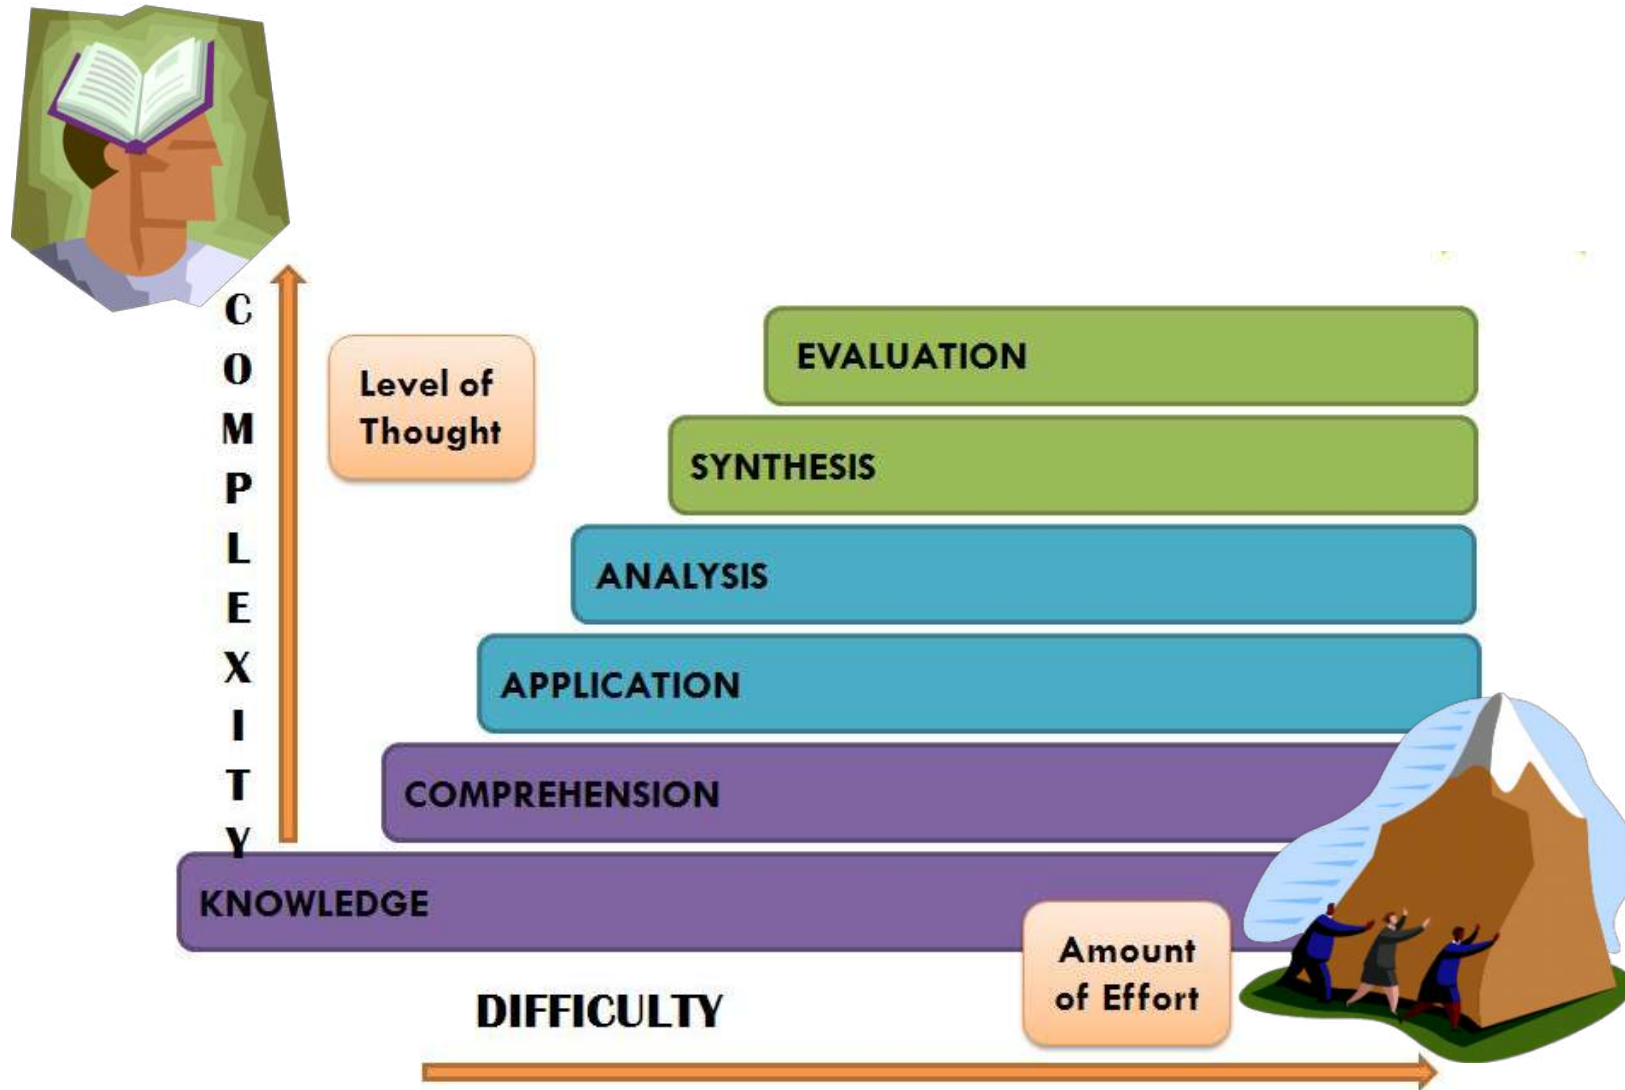 COMPLEXITY
Level of
Thought
EVALUATION
SYNTHESIS
ANALYSIS
APPLICATION
COMPREHENSION
KNOWLEDGE
Amount
of Effort
DIFFICULTY